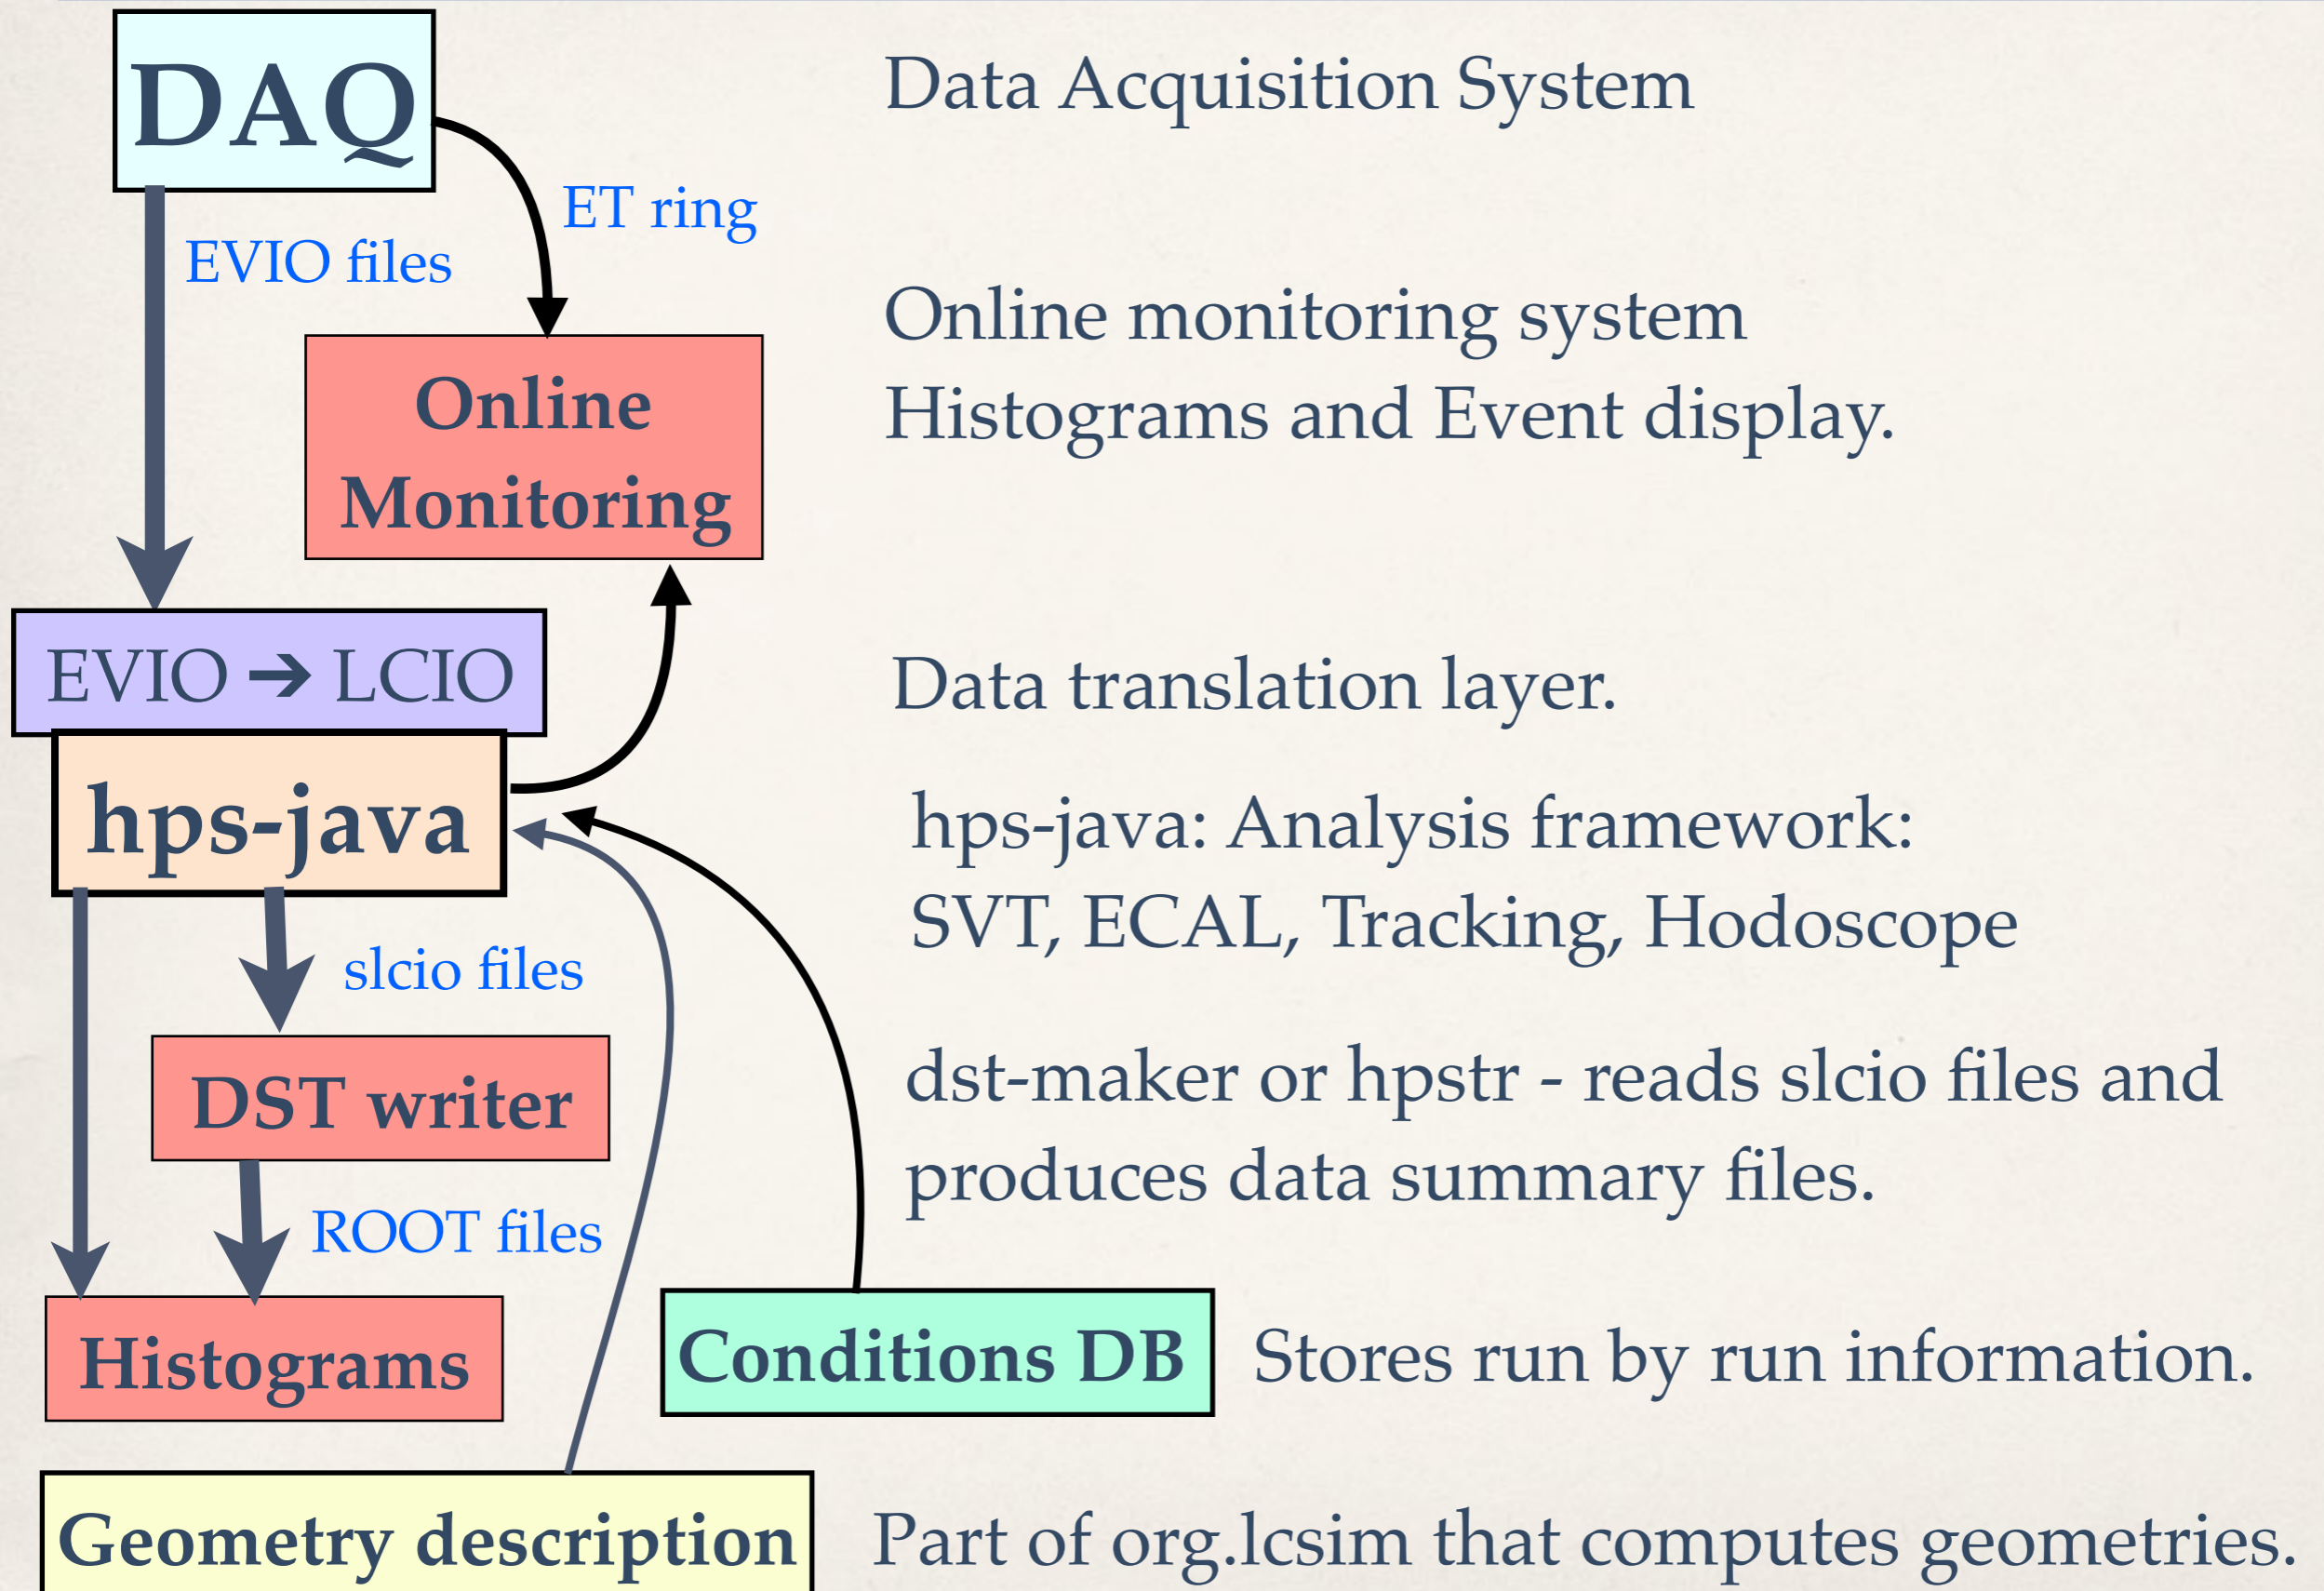 DAQ
Data Acquisition System
ET ring
EVIO files
Online monitoring system
Histograms and Event display.
Online
Monitoring
EVIO ➔ LCIO
Data translation layer.
hps-java
hps-java: Analysis framework:
SVT, ECAL, Tracking, Hodoscope
slcio files
DST writer
dst-maker or hpstr - reads slcio files and
produces data summary files.
ROOT files
Histograms
Conditions DB
Stores run by run information.
Geometry description
Part of org.lcsim that computes geometries.